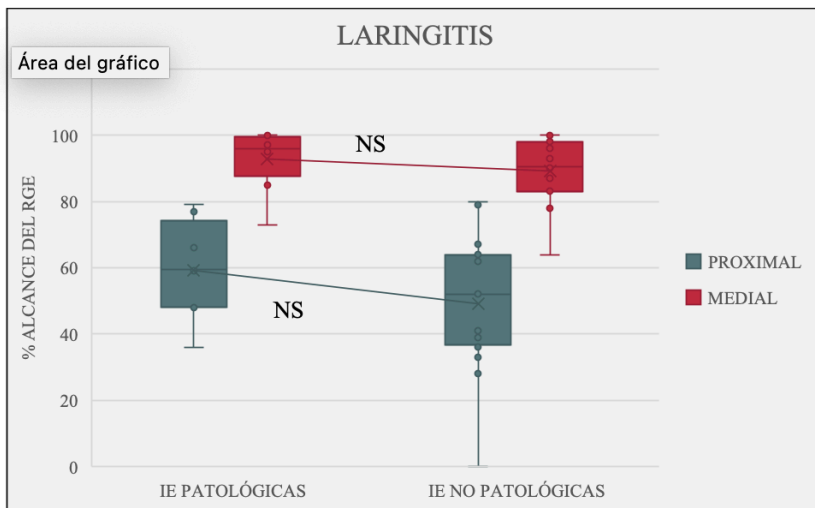 LARINGITIS
Área del gráfico
% ALCANCE DEL RGE
100
80
60
40
20
0
NS
NS
IE PATOLÓGICAS
IE NO PATOLÓGICAS
PROXIMAL
MEDIAL